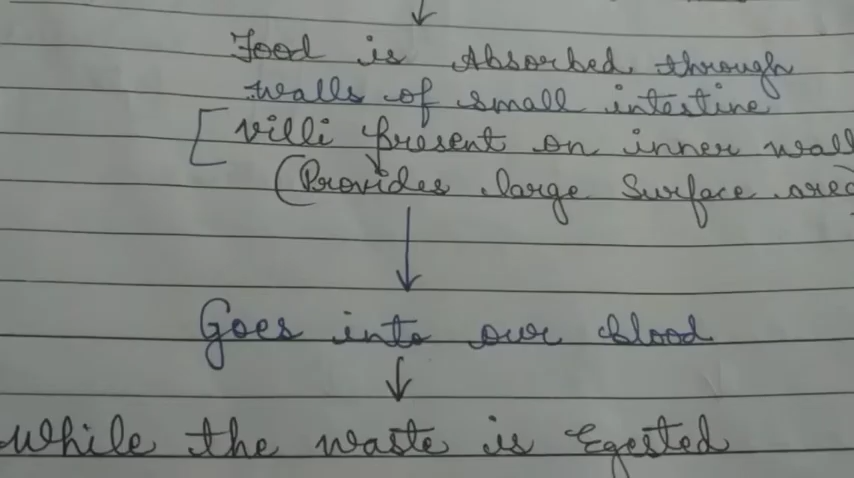 Food is Absorbed through
walls of small intestine
[villi present on inner wall
(Provides large surface area
Goes into our blood
while the waste is Egested